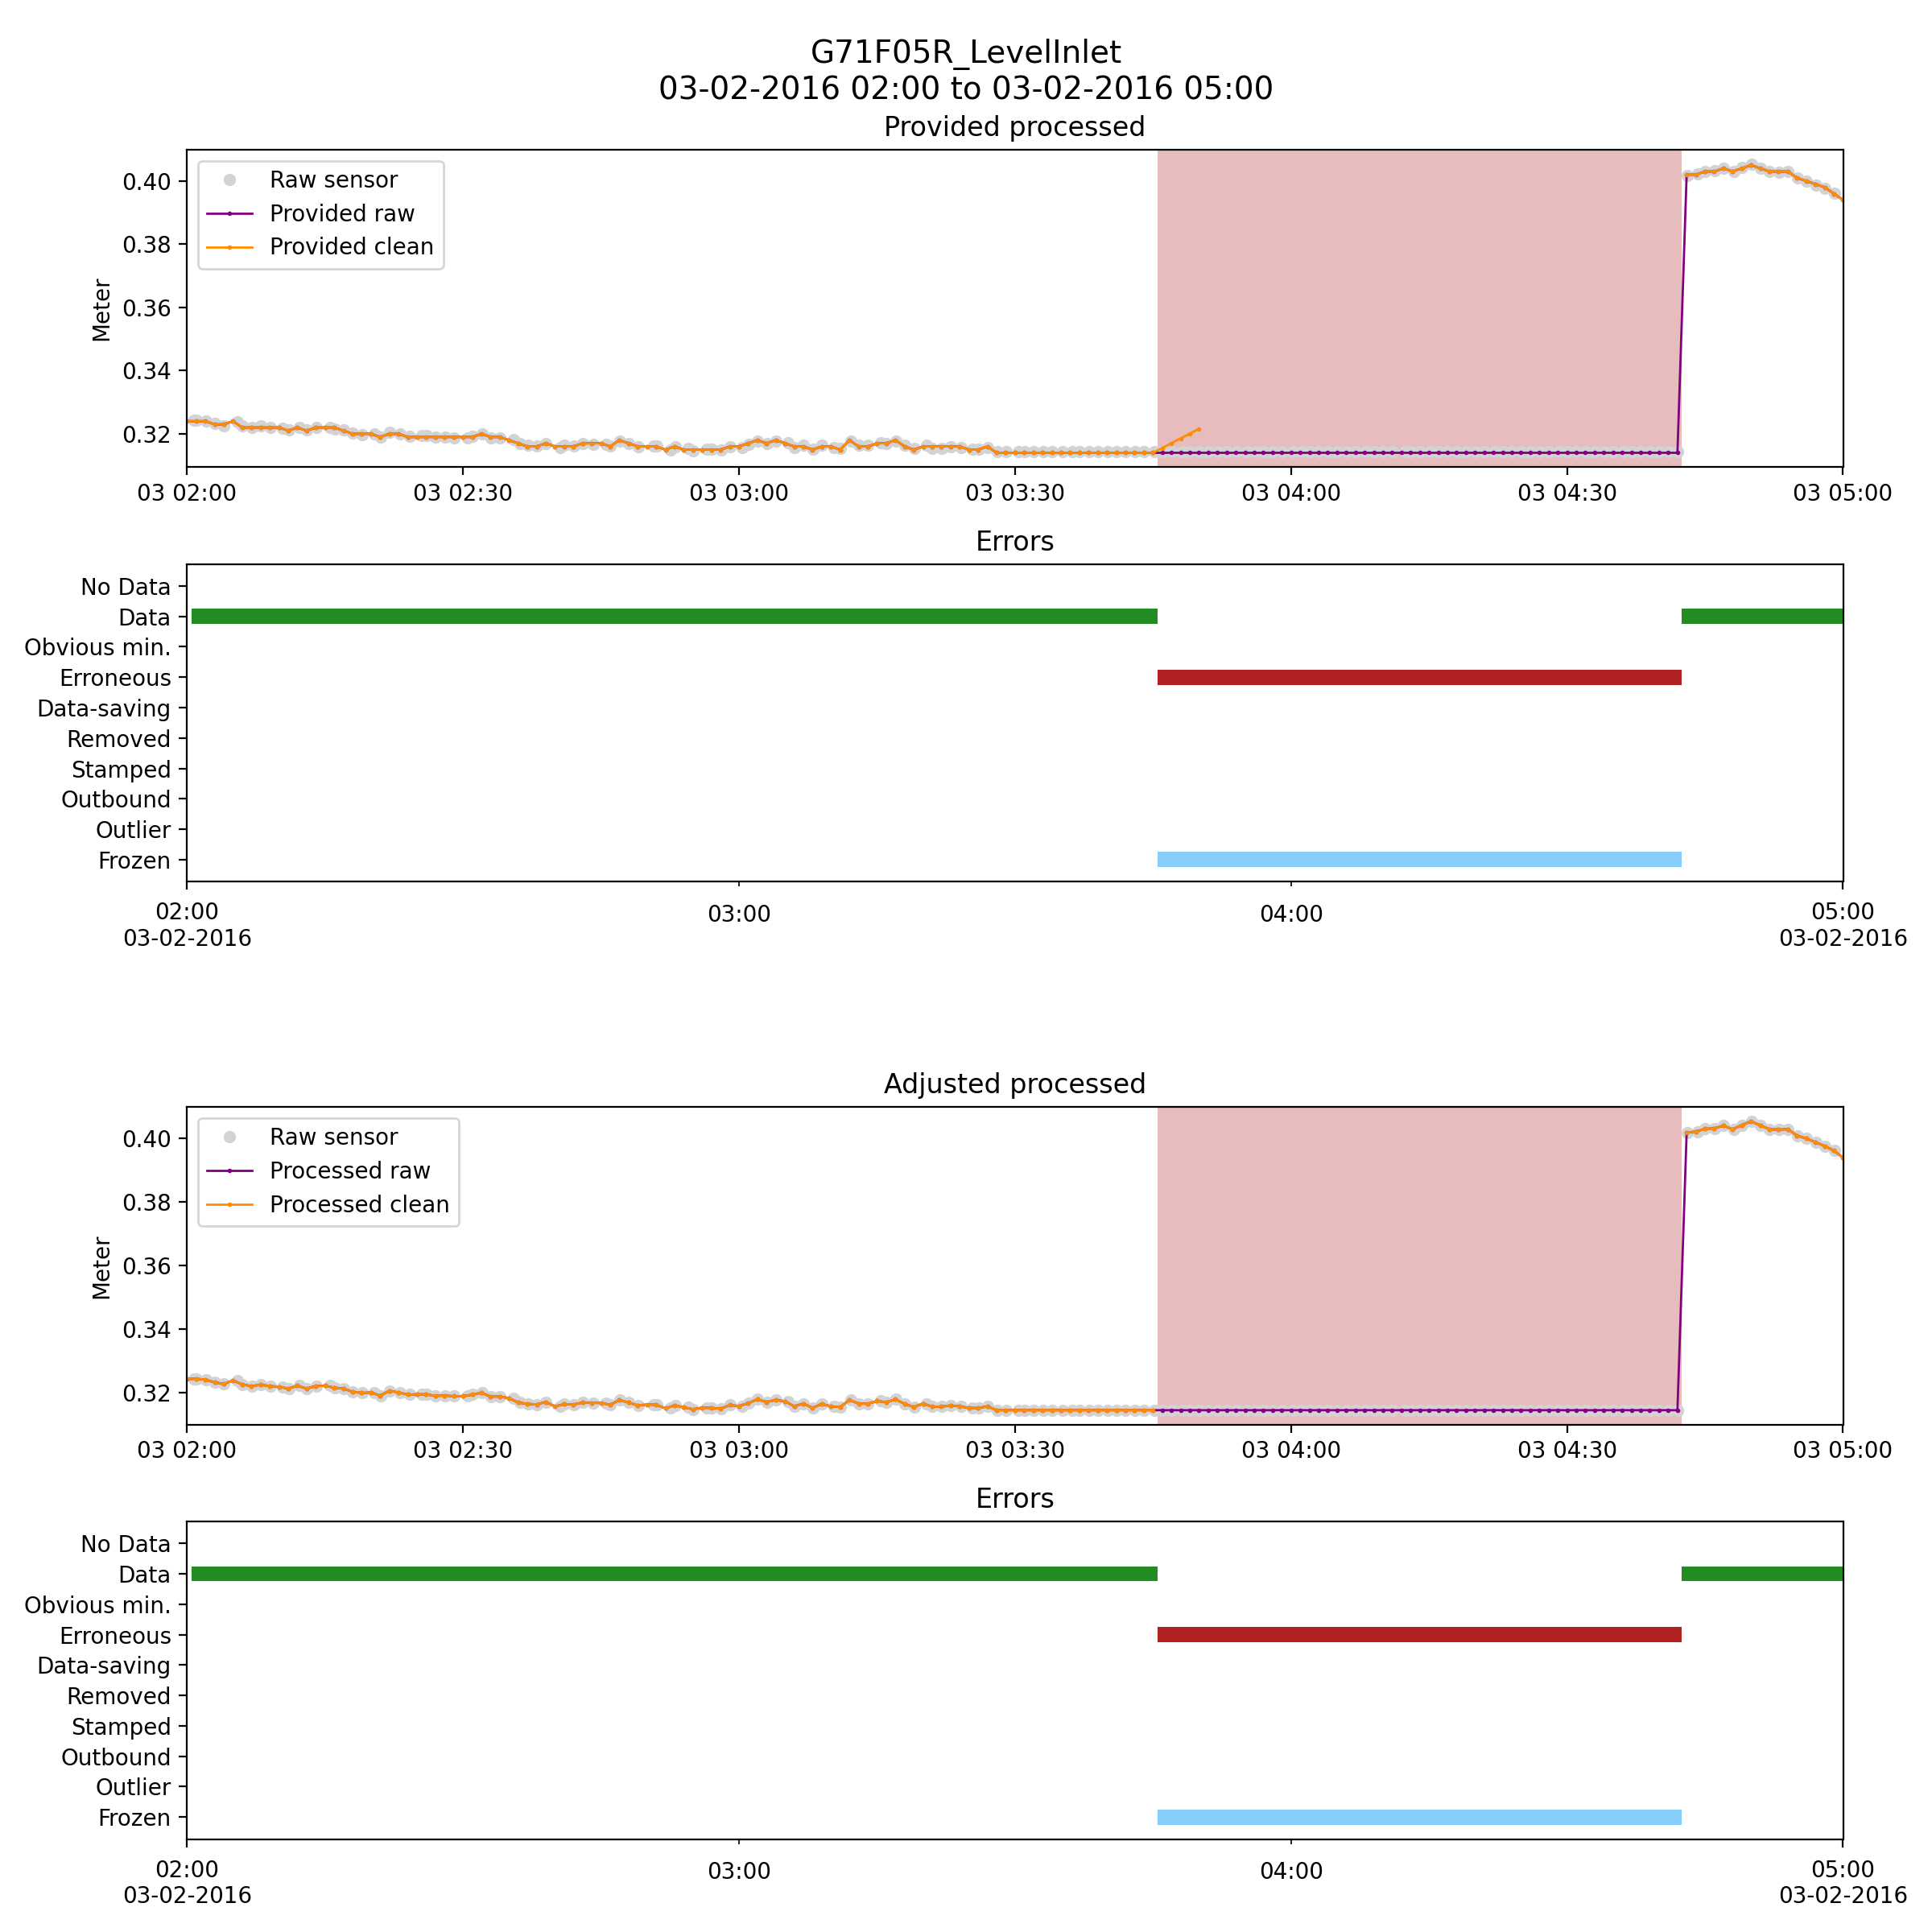 G71F05R_LevelInlet
03-02-2016 02:00 to 03-02-2016 05:00
Provided processed
Raw sensor
Provided raw
Provided clean
Meter
0.40
0.38
0.36
0.34
0.32
03 02:00 03 02:30 03 03:00 03 03:30 03 04:00 03 04:30 03 05:00
Errors
No Data
Data
Obvious min.
Erroneous
Data-saving
Removed
Stamped
Outbound
Outlier
Frozen
02:00 03:00 04:00 05:00
03-02-2016 03-02-2016
Adjusted processed
Raw sensor
Processed raw
Processed clean
Meter
0.40
0.38
0.36
0.34
0.32
03 02:00 03 02:30 03 03:00 03 03:30 03 04:00 03 04:30 03 05:00
Errors
No Data
Data
Obvious min.
Erroneous
Data-saving
Removed
Stamped
Outbound
Outlier
Frozen
02:00 03:00 04:00 05:00
03-02-2016 03-02-2016